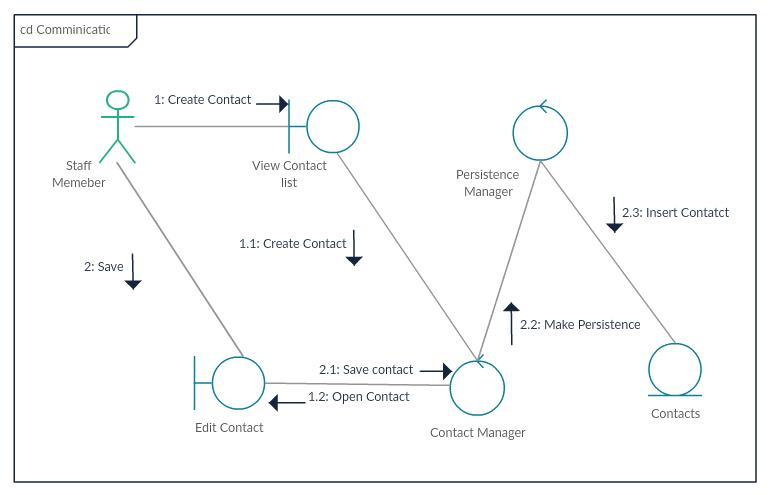 cd Comminicatic
1: Create Contact
Staff
Memeber
View Contact
list
Persistence
Manager
2.3: Insert Contatct
1.1: Create Contact
2: Save
2.2: Make Persistence
2.1: Save contact
1.2: Open Contact
Edit Contact
Contact Manager
Contacts